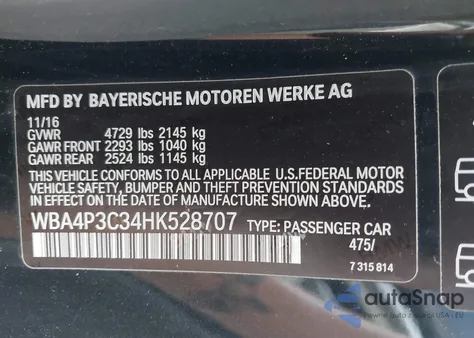 MFD BY BAYERISCHE MOTOREN WERKE AG
11/16
GVWR 4729 lbs 2145 kg
GAWR FRONT 2293 lbs 1040 kg
GAWR REAR 2524 lbs 1145 kg
THIS VEHICLE CONFORMS TO ALL APPLICABLE U.S.FEDERAL MOTOR
VEHICLE SAFETY, BUMPER AND THEFT PREVENTION STANDARDS IN EFFECT
ON THE DATE OF MANUFACTURE SHOWN ABOVE.
WBA4P3C34HK528707 TYPE: PASSENGER CAR
475/
7 315 814
autoSnap